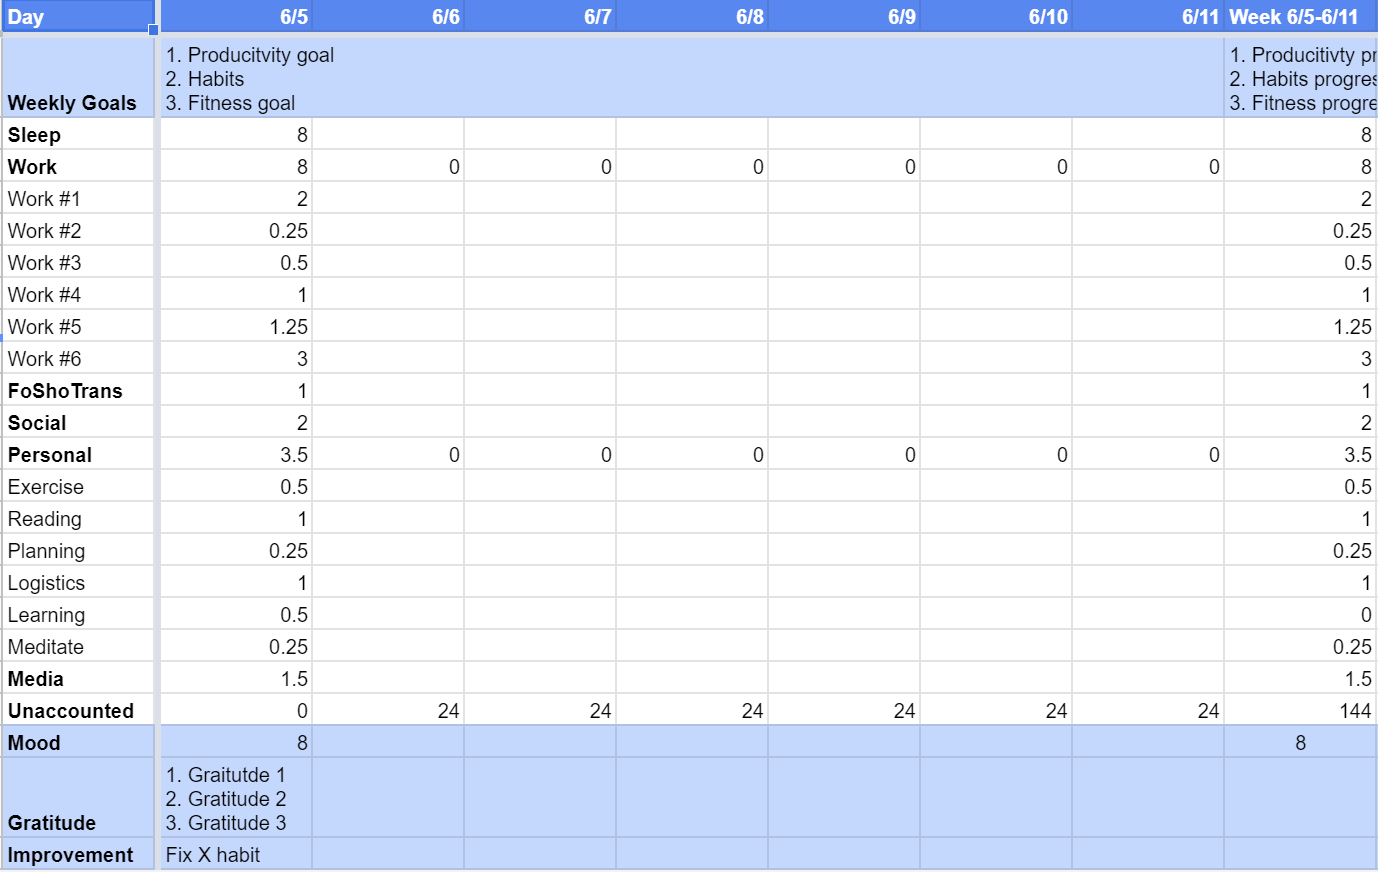 Day 6/5 6/6 6/7 6/8 6/9 6/10 6/11 Week 6/5-6/11
1. Producitvity goal 1. Producitivty pr
2. Habits 2. Habits progres
Weekly Goals 3. Fitness goal 3. Fitness progre
Sleep 8 8
Work 8 0 0 0 0 0 0 8
Work #1 2 2
Work #2 0.25 0.25
Work #3 0.5 0.5
Work #4 1 1
Work #5 1.25 1.25
Work #6 3 3
FoShoTrans 1 1
Social 2 2
Personal 3.5 0 0 0 0 0 0 3.5
Exercise 0.5 0.5
Reading 1 1
Planning 0.25 0.25
Logistics 1 1
Learning 0.5 0
Meditate 0.25 0.25
Media 1.5 1.5
Unaccounted 0 24 24 24 24 24 24 144
Mood 8 8
1. Graitutde 1
2. Gratitude 2
Gratitude 3. Gratitude 3
Improvement Fix X habit